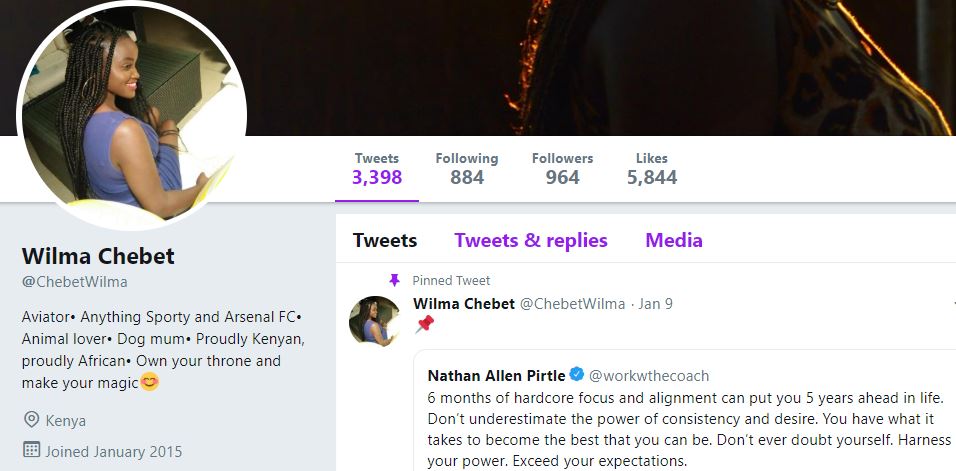 Tweets Following Followers Likes
3,398 884 964 5,844
Wilma Chebet
@ChebetWilma
Aviator• Anything Sporty and Arsenal FC•
Animal lover• Dog mum• Proudly Kenyan,
proudly African• Own your throne and
make your magic😊
Kenya
Joined January 2015
Tweets Tweets & replies Media
Pinned Tweet
Wilma Chebet @ChebetWilma · Jan 9
📌
Nathan Allen Pirtle @workwthecoach
6 months of hardcore focus and alignment can put you 5 years ahead in life.
Don't underestimate the power of consistency and desire. You have what it
takes to become the best that you can be. Don't ever doubt yourself. Harness
your power. Exceed your expectations.